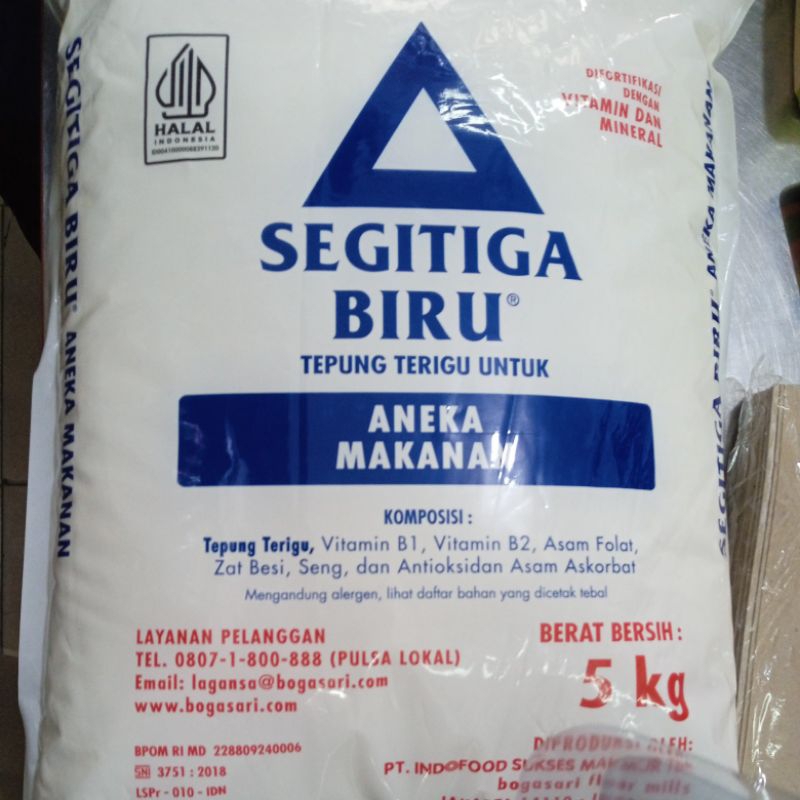 HALAL
INDONESIA
DIFORTIFIKASI
DENGAN
VITAMIN DAN
MINERAL
SEGITIGA BIRU® ANEKA MAKANAN
SEGITIGA
BIRU®
TEPUNG TERIGU UNTUK
ANEKA
MAKANAN
KOMPOSISI :
Tepung Terigu, Vitamin B1, Vitamin B2, Asam Folat,
Zat Besi, Seng, dan Antioksidan Asam Askorbat
Mengandung alergen, lihat daftar bahan yang dicetak tebal
LAYANAN PELANGGAN
TEL. 0807-1-800-888 (PULSA LOKAL)
Email: lagansa@bogasari.com
www.bogasari.com
BERAT BERSIH :
5 kg
BPOM RI MD 228809240006
SNI 3751 : 2018
LSPr - 010 - IDN
DIPRODUKSI OLEH:
PT. INDOFOOD SUKSES MAKMUR Tbk
bogasari flour mills
SEGITIGA BIRU® ANEKA MAKANAN